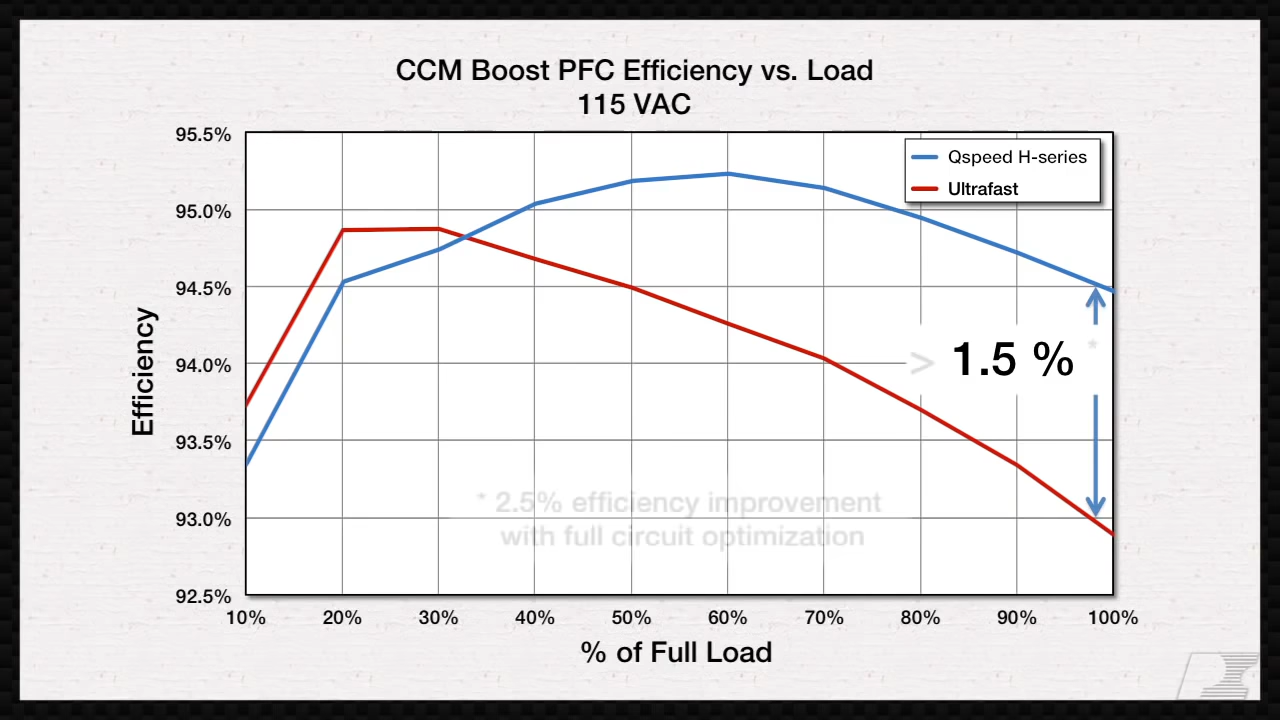 CCM Boost PFC Efficiency vs. Load
115 VAC
95.5%
95.0%
94.5%
94.0%
93.5%
93.0%
92.5%
Efficiency
Qspeed H-series
Ultrafast
> 1.5 % *
* 2.5% efficiency improvement
with full circuit optimization
10% 20% 30% 40% 50% 60% 70% 80% 90% 100%
% of Full Load